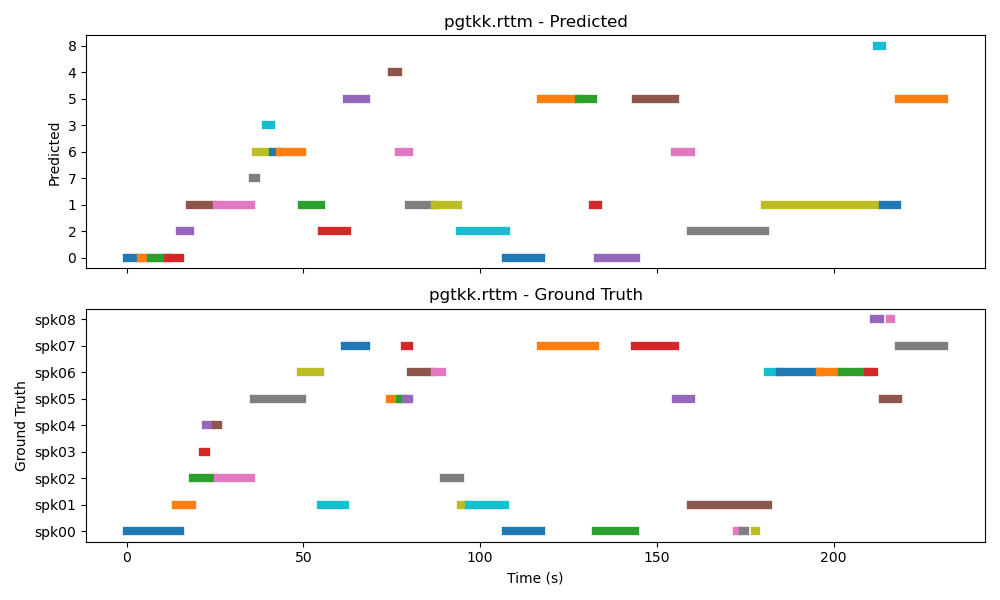 pgtkk.rttm - Predicted
8
4
5
3
6
7
1
2
0
Predicted
pgtkk.rttm - Ground Truth
spk08
spk07
spk06
spk05
spk04
spk03
spk02
spk01
spk00
Ground Truth
0 50 100 150 200
Time (s)